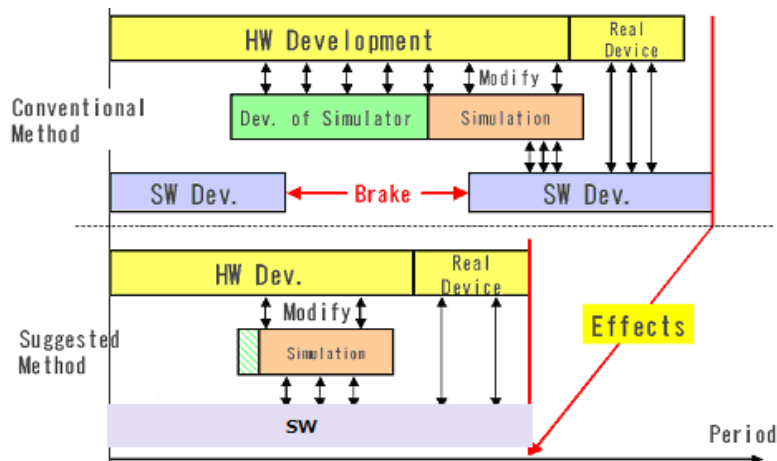 HW Development
Real
Device
Modify
Conventional
Method
Dev. of Simulator
Simulation
SW Dev.
Brake
SW Dev.
HW Dev.
Real
Device
Modify
Effects
Suggested
Method
Simulation
SW
Period